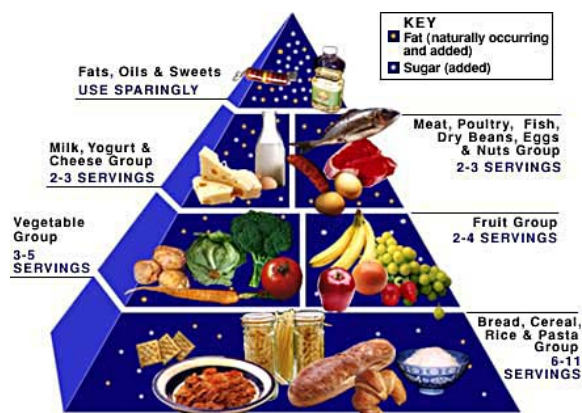 KEY
Fat (naturally occurring
and added)
Sugar (added)
Fats, Oils & Sweets
USE SPARINGLY
Milk, Yogurt &
Cheese Group
2-3 SERVINGS
Meat, Poultry, Fish,
Dry Beans, Eggs
& Nuts Group
2-3 SERVINGS
Vegetable
Group
3-5
SERVINGS
Fruit Group
2-4 SERVINGS
Bread, Cereal,
Rice & Pasta
Group
6-11
SERVINGS